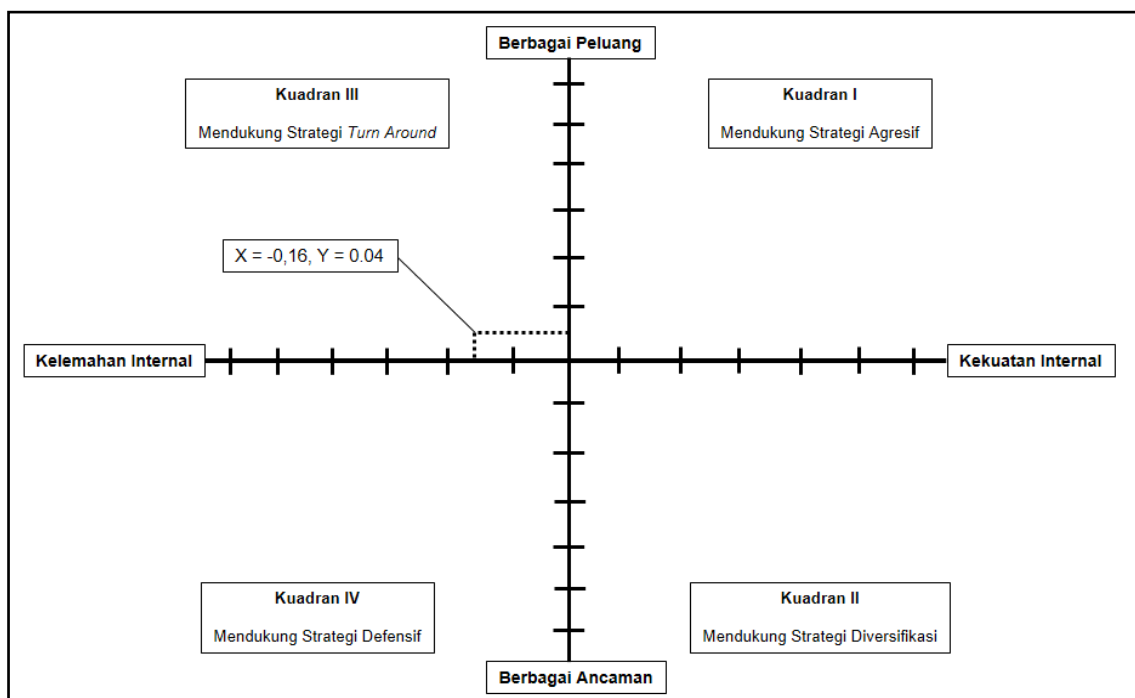 Berbagai Peluang
Kuadran III
Mendukung Strategi Turn Around
Kuadran I
Mendukung Strategi Agresif
X = -0,16, Y = 0.04
Kelemahan Internal
Kekuatan Internal
Kuadran IV
Mendukung Strategi Defensif
Kuadran II
Mendukung Strategi Diversifikasi
Berbagai Ancaman